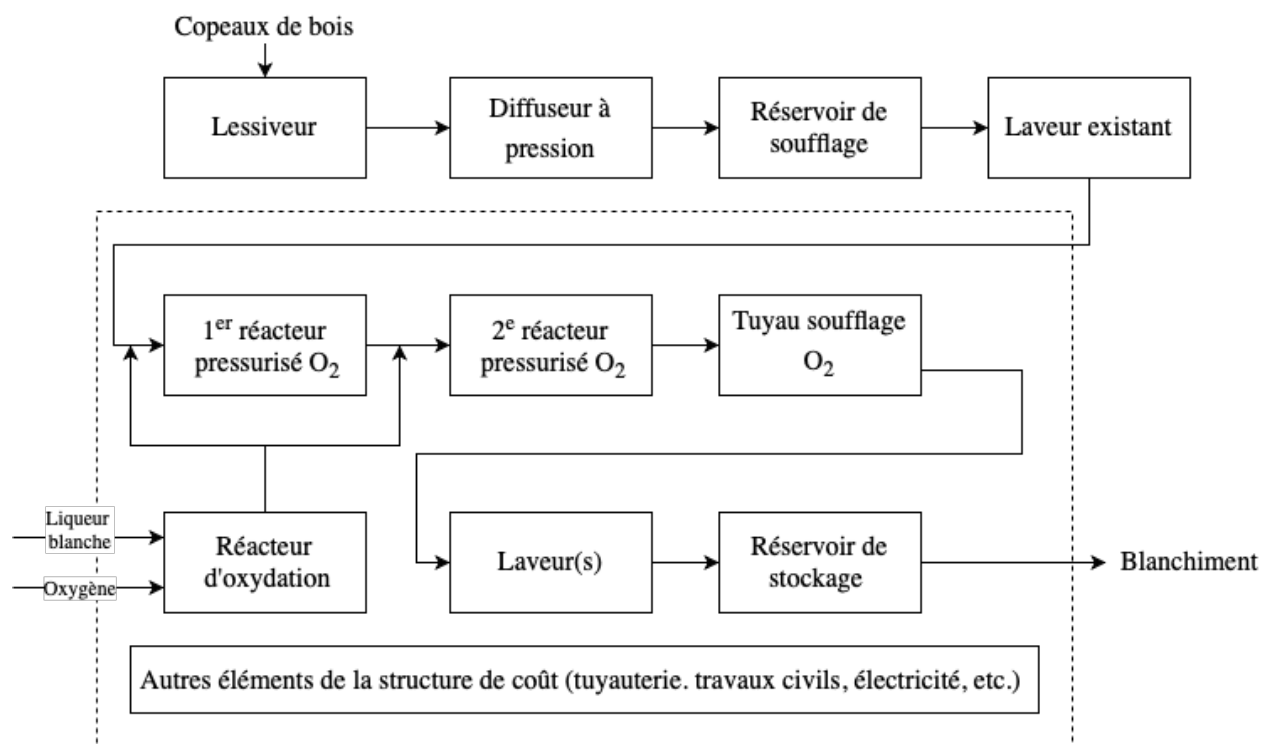 Copeaux de bois
Lessiveur
Diffuseur à
pression
Réservoir de
soufflage
Laveur existant
1er réacteur
pressurisé O2
2e réacteur
pressurisé O2
Tuyau soufflage
O2
Liqueur
blanche
Oxygène
Réacteur
d'oxydation
Laveur(s)
Réservoir de
stockage
Blanchiment
Autres éléments de la structure de coût (tuyauterie. travaux civils, électricité, etc.)